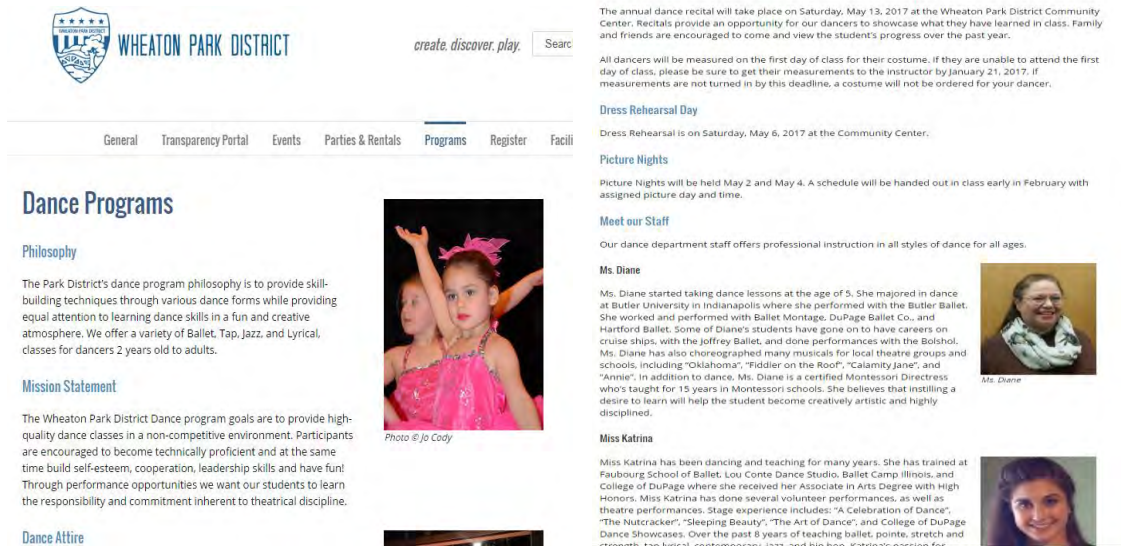 WHEATON PARK DISTRICT
WHEATON PARK DISTRICT
create. discover. play.
Searc
General Transparency Portal Events Parties & Rentals Programs Register Facili
Dance Programs
Philosophy
The Park District's dance program philosophy is to provide skill-
building techniques through various dance forms while providing
equal attention to learning dance skills in a fun and creative
atmosphere. We offer a variety of Ballet, Tap, Jazz, and Lyrical,
classes for dancers 2 years old to adults.
Mission Statement
The Wheaton Park District Dance program goals are to provide high-
quality dance classes in a non-competitive environment. Participants
are encouraged to become technically proficient and at the same
time build self-esteem, cooperation, leadership skills and have fun!
Through performance opportunities we want our students to learn
the responsibility and commitment inherent to theatrical discipline.
Dance Attire
Photo © Jo Cody
The annual dance recital will take place on Saturday, May 13, 2017 at the Wheaton Park District Community
Center. Recitals provide an opportunity for our dancers to showcase what they have learned in class. Family
and friends are encouraged to come and view the student's progress over the past year.
All dancers will be measured on the first day of class for their costume. If they are unable to attend the first
day of class, please be sure to get their measurements to the instructor by January 21, 2017. If
measurements are not turned in by this deadline, a costume will not be ordered for your dancer.
Dress Rehearsal Day
Dress Rehearsal is on Saturday, May 6, 2017 at the Community Center.
Picture Nights
Picture Nights will be held May 2 and May 4. A schedule will be handed out in class early in February with
assigned picture day and time.
Meet our Staff
Our dance department staff offers professional instruction in all styles of dance for all ages.
Ms. Diane
Ms. Diane started taking dance lessons at the age of 5. She majored in dance
at Butler University in Indianapolis where she performed with the Butler Ballet.
She worked and performed with Ballet Montage, DuPage Ballet Co., and
Hartford Ballet. Some of Diane's students have gone on to have careers on
cruise ships, with the Joffrey Ballet, and done performances with the Bolshol.
Ms. Diane has also choreographed many musicals for local theatre groups and
schools, including "Oklahoma", "Fiddler on the Roof", "Calamity Jane", and
"Annie". In addition to dance, Ms. Diane is a certified Montessori Directress
who's taught for 15 years in Montessori schools. She believes that instilling a
desire to learn will help the student become creatively artistic and highly
disciplined.
Ms. Diane
Miss Katrina
Miss Katrina has been dancing and teaching for many years. She has trained at
Faubourg School of Ballet, Lou Conte Dance Studio, Ballet Camp Illinois, and
College of DuPage where she received her Associate in Arts Degree with High
Honors. Miss Katrina has done several volunteer performances, as well as
theatre performances. Stage experience includes: "A Celebration of Dance",
"The Nutcracker", "Sleeping Beauty", "The Art of Dance", and College of DuPage
Dance Showcases. Over the past 8 years of teaching ballet, pointe, stretch and
strength, tap lyrical, contemporary, jazz, and hip hop, Katrina's passion for